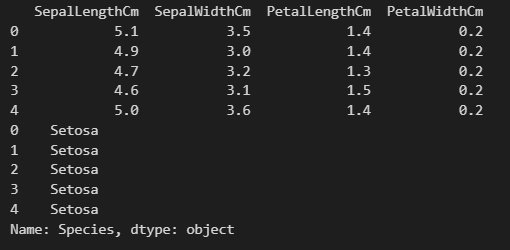 SepalLengthCm SepalWidthCm PetalLengthCm PetalWidthCm
0 5.1 3.5 1.4 0.2
1 4.9 3.0 1.4 0.2
2 4.7 3.2 1.3 0.2
3 4.6 3.1 1.5 0.2
4 5.0 3.6 1.4 0.2
0 Setosa
1 Setosa
2 Setosa
3 Setosa
4 Setosa
Name: Species, dtype: object